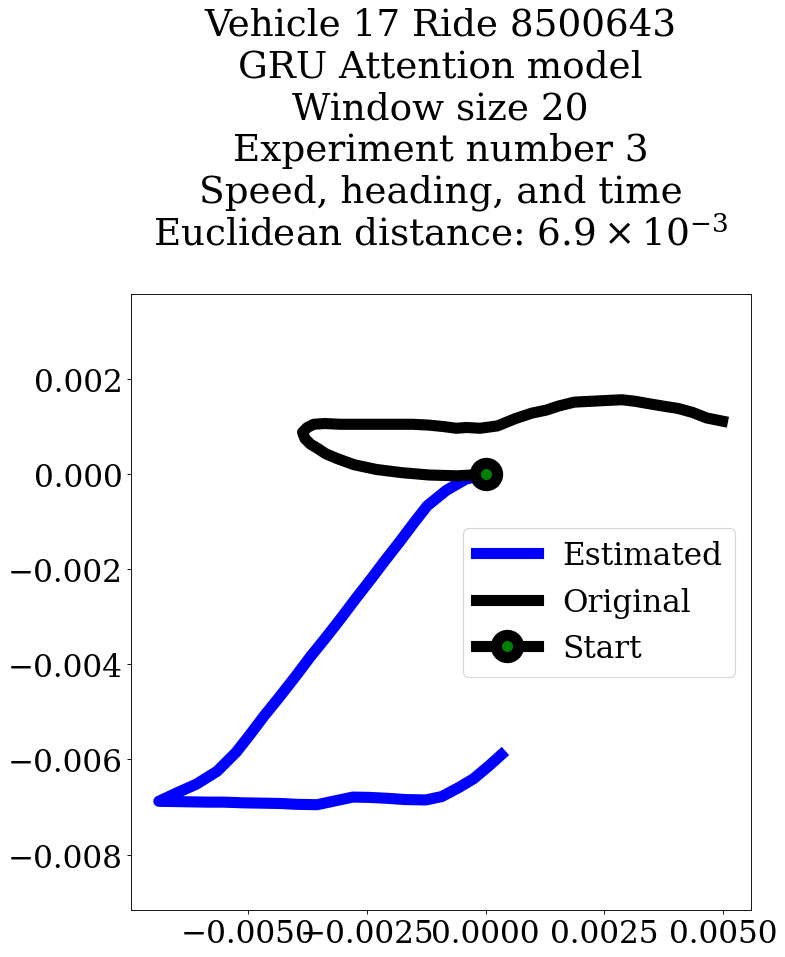 Vehicle 17 Ride 8500643
GRU Attention model
Window size 20
Experiment number 3
Speed, heading, and time
Euclidean distance: 6.9 × 10⁻³
0.002
0.000
−0.002
−0.004
−0.006
−0.008
Estimated
Original
Start
−0.0050 −0.0025 0.0000 0.0025 0.0050